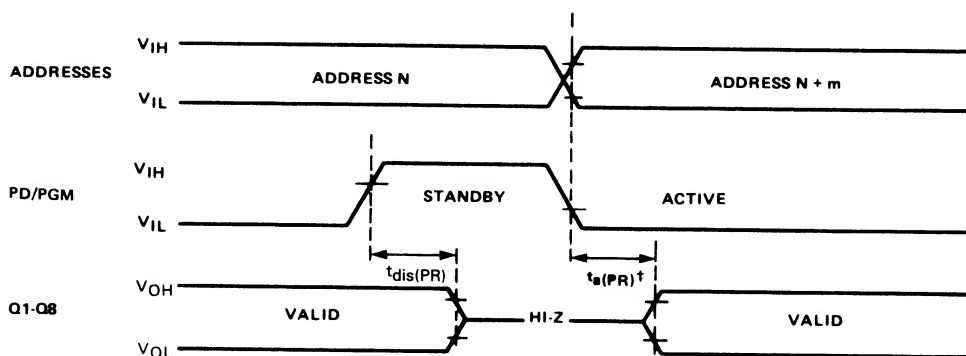 ADDRESSES
VIH
VIL
ADDRESS N
ADDRESS N + m
PD/PGM
VIH
VIL
STANDBY
ACTIVE
tdis(PR)
ta(PR)†
Q1-Q8
VOH
VOL
VALID
HI-Z
VALID